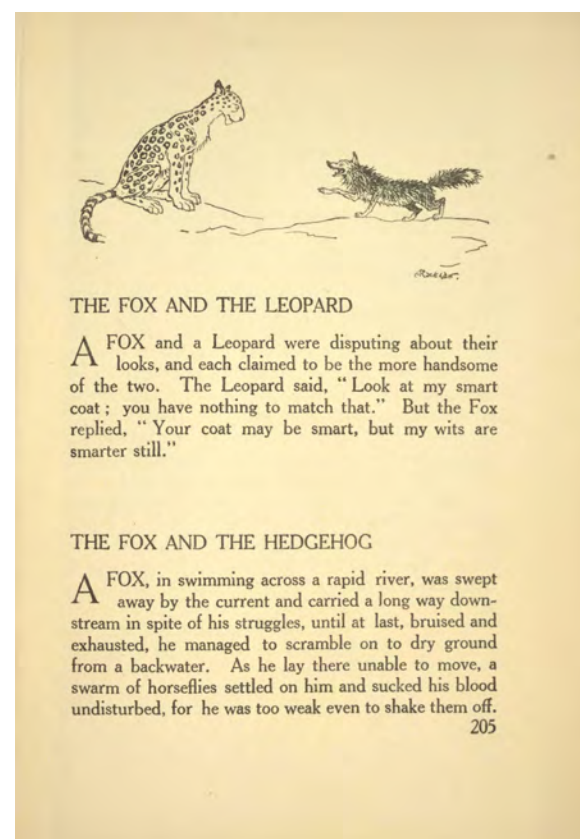 THE FOX AND THE LEOPARD
A FOX and a Leopard were disputing about their
looks, and each claimed to be the more handsome
of the two. The Leopard said, “ Look at my smart
coat ; you have nothing to match that.” But the Fox
replied, “ Your coat may be smart, but my wits are
smarter still.”
THE FOX AND THE HEDGEHOG
A FOX, in swimming across a rapid river, was swept
away by the current and carried a long way down-
stream in spite of his struggles, until at last, bruised and
exhausted, he managed to scramble on to dry ground
from a backwater. As he lay there unable to move, a
swarm of horseflies settled on him and sucked his blood
undisturbed, for he was too weak even to shake them off.
205